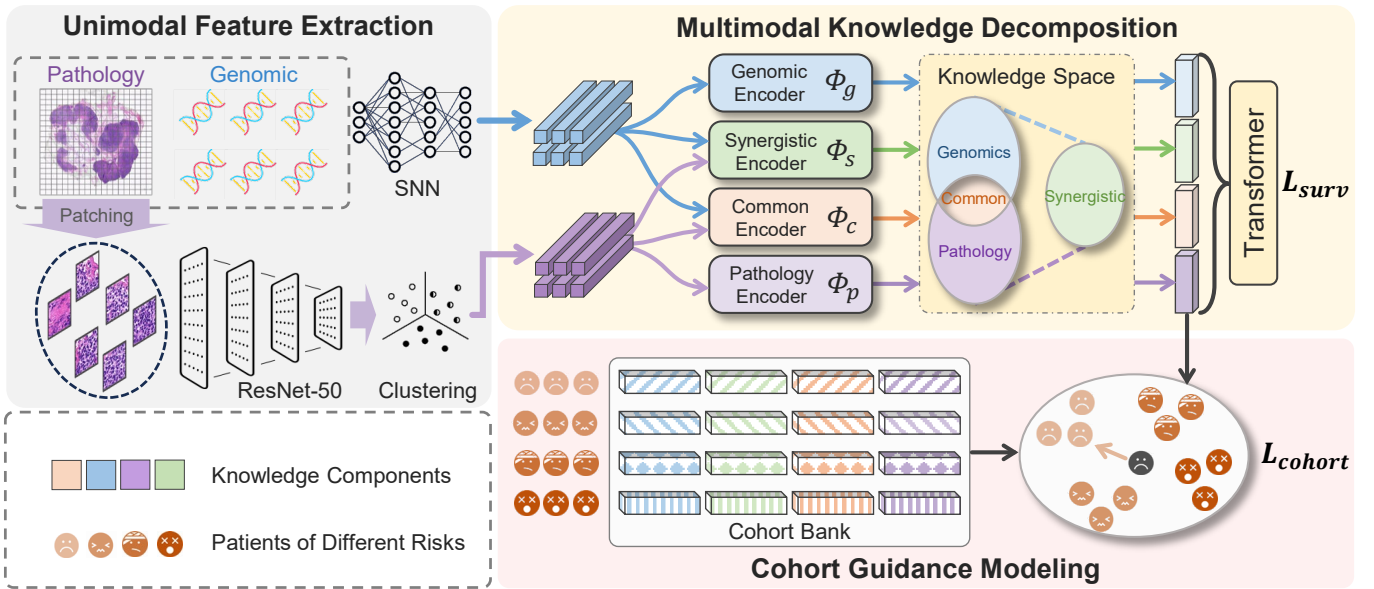 Unimodal Feature Extraction
Pathology
Genomic
SNN
Patching
ResNet-50
Clustering
Knowledge Components
Patients of Different Risks
Multimodal Knowledge Decomposition
Genomic
Encoder
Φg
Synergistic
Encoder
Φs
Common
Encoder
Φc
Pathology
Encoder
Φp
Knowledge Space
Genomics
Common
Pathology
Synergistic
Transformer
Lsurv
Cohort Bank
Lcohort
Cohort Guidance Modeling